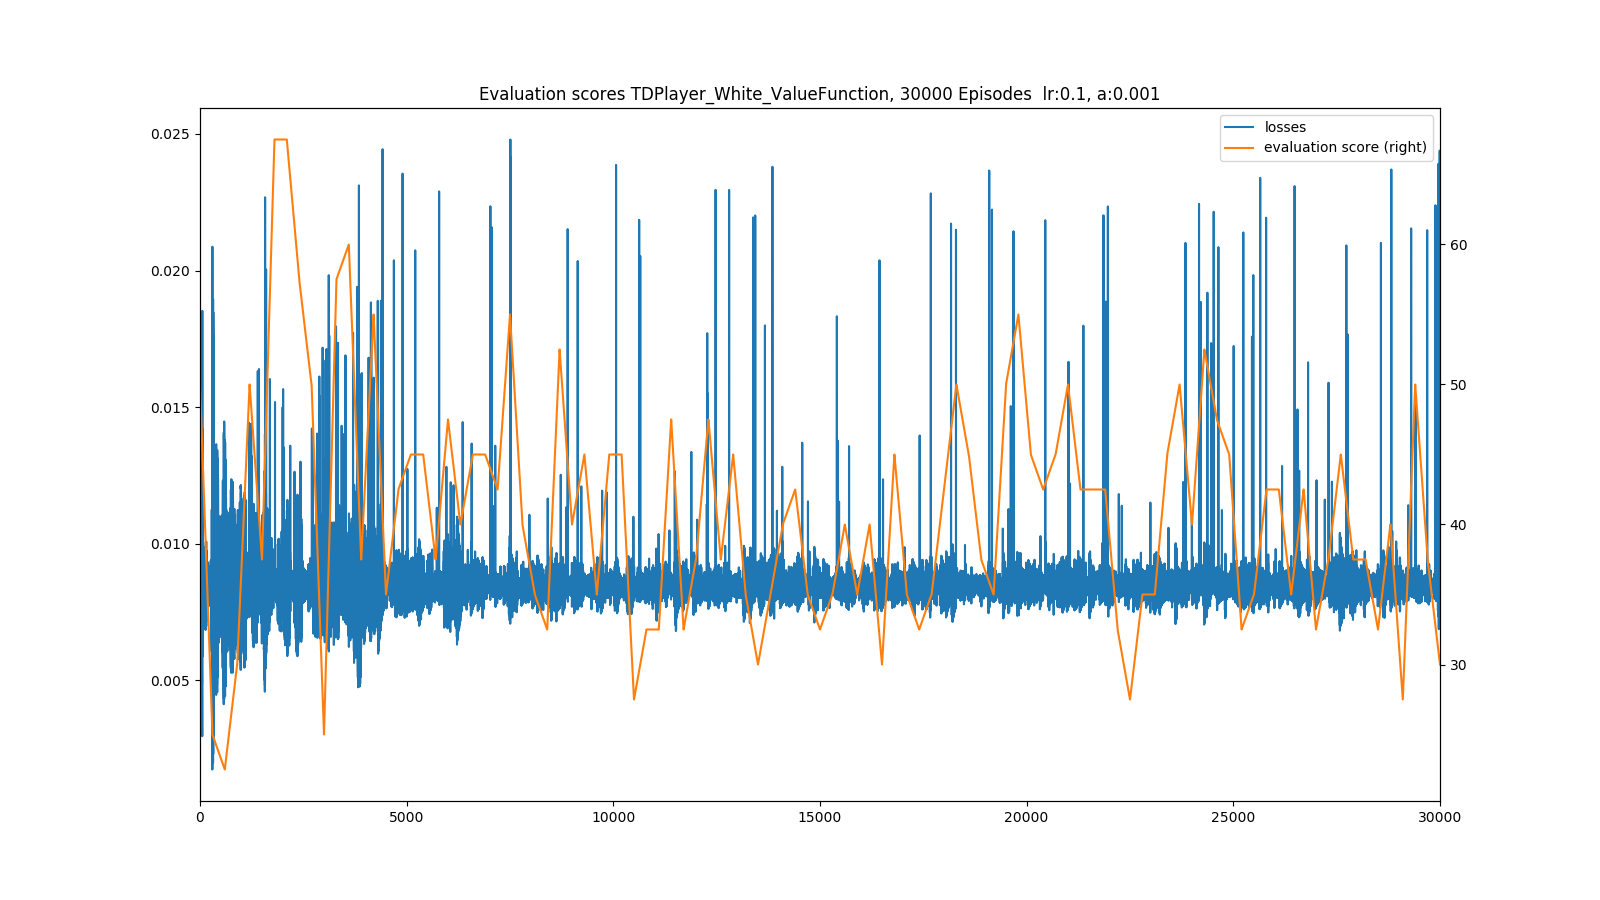 Evaluation scores TDPlayer_White_ValueFunction, 30000 Episodes  lr:0.1, a:0.001
losses
evaluation score (right)
0.025
0.020
0.015
0.010
0.005
60
50
40
30
0 5000 10000 15000 20000 25000 30000